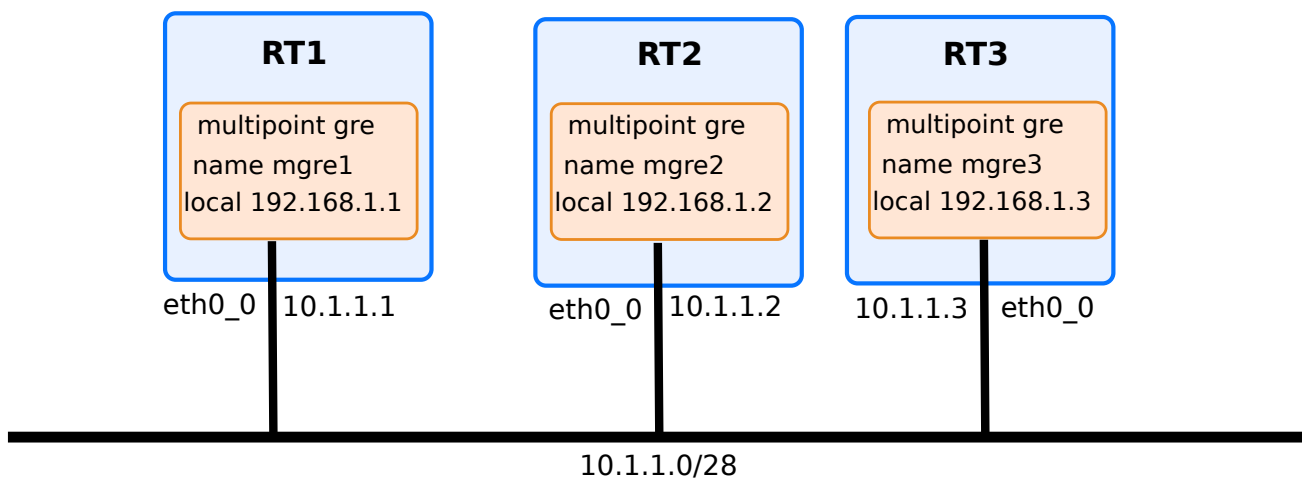 RT1
multipoint gre
name mgre1
local 192.168.1.1
eth0_0
10.1.1.1
RT2
multipoint gre
name mgre2
local 192.168.1.2
eth0_0
10.1.1.2
RT3
multipoint gre
name mgre3
local 192.168.1.3
10.1.1.3
eth0_0
10.1.1.0/28